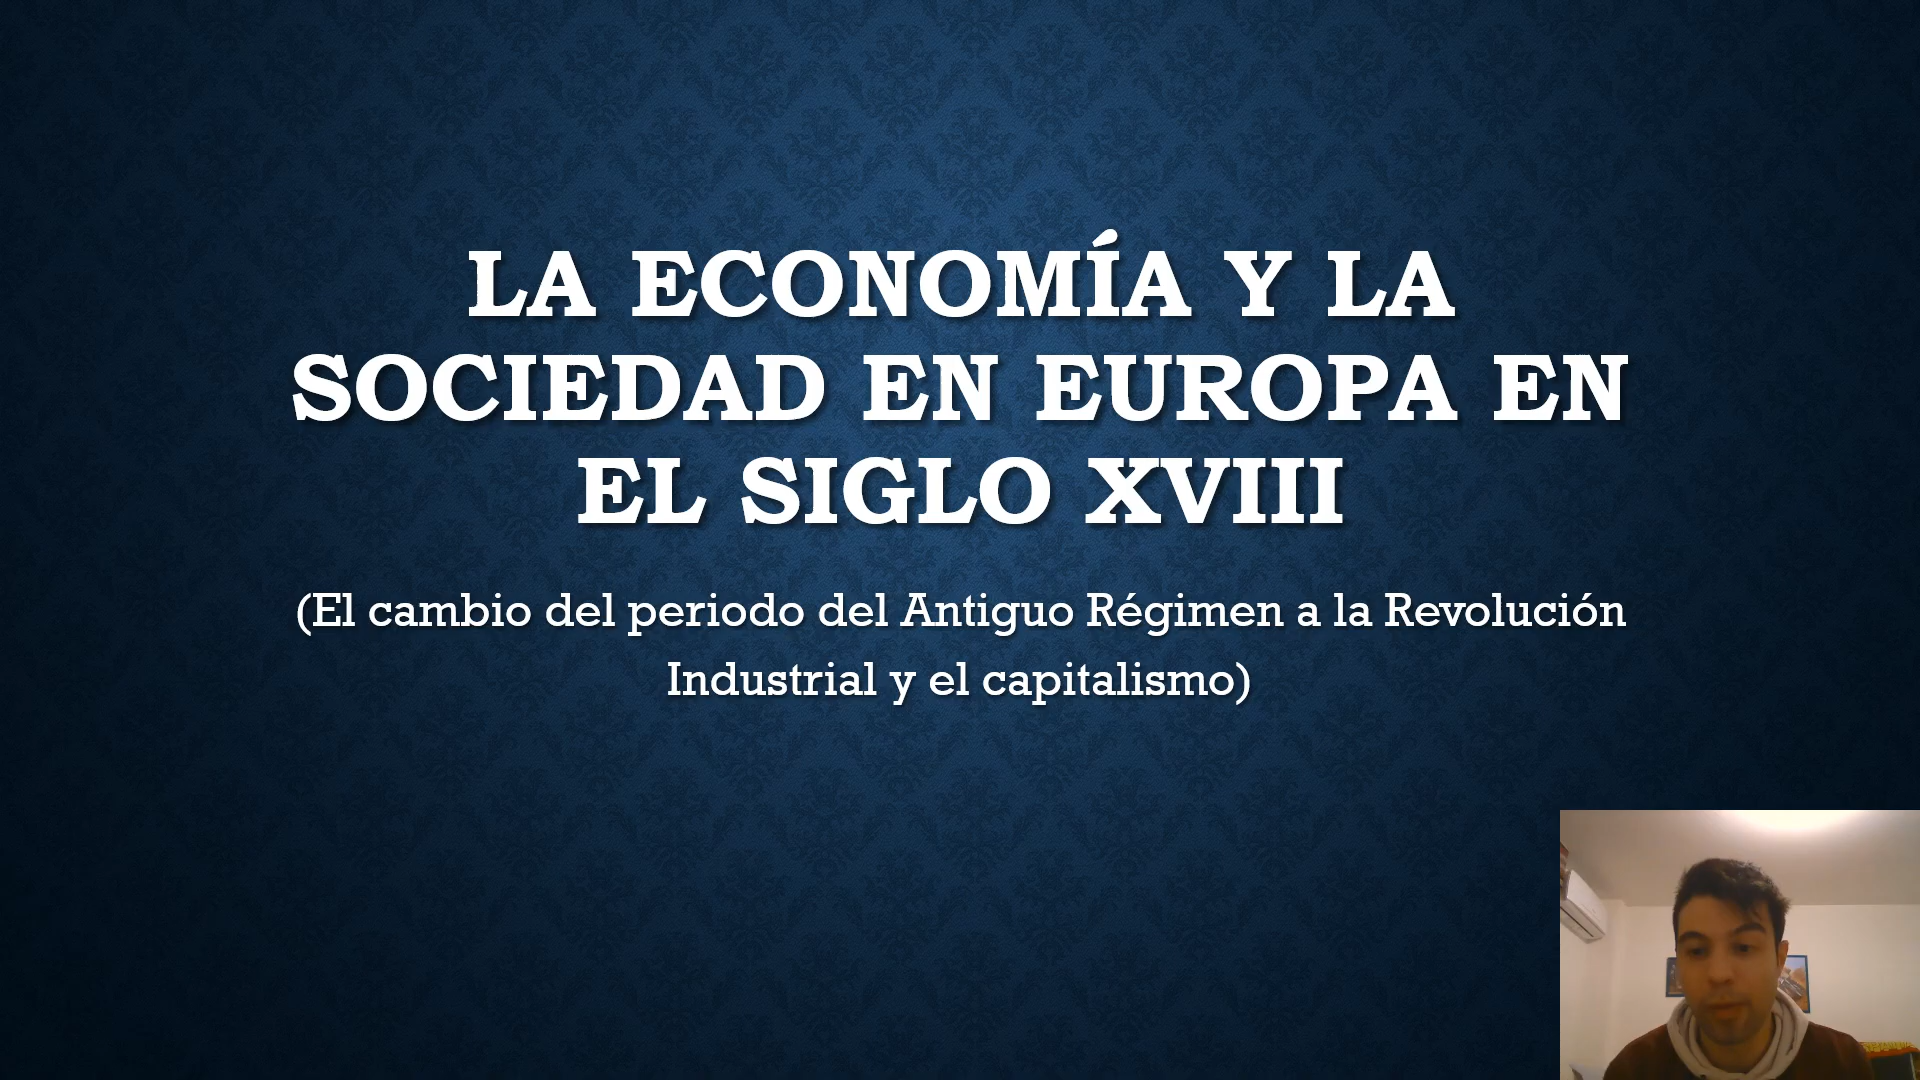 LA ECONOMÍA Y LA
SOCIEDAD EN EUROPA EN
EL SIGLO XVIII
(El cambio del periodo del Antiguo Régimen a la Revolución
Industrial y el capitalismo)